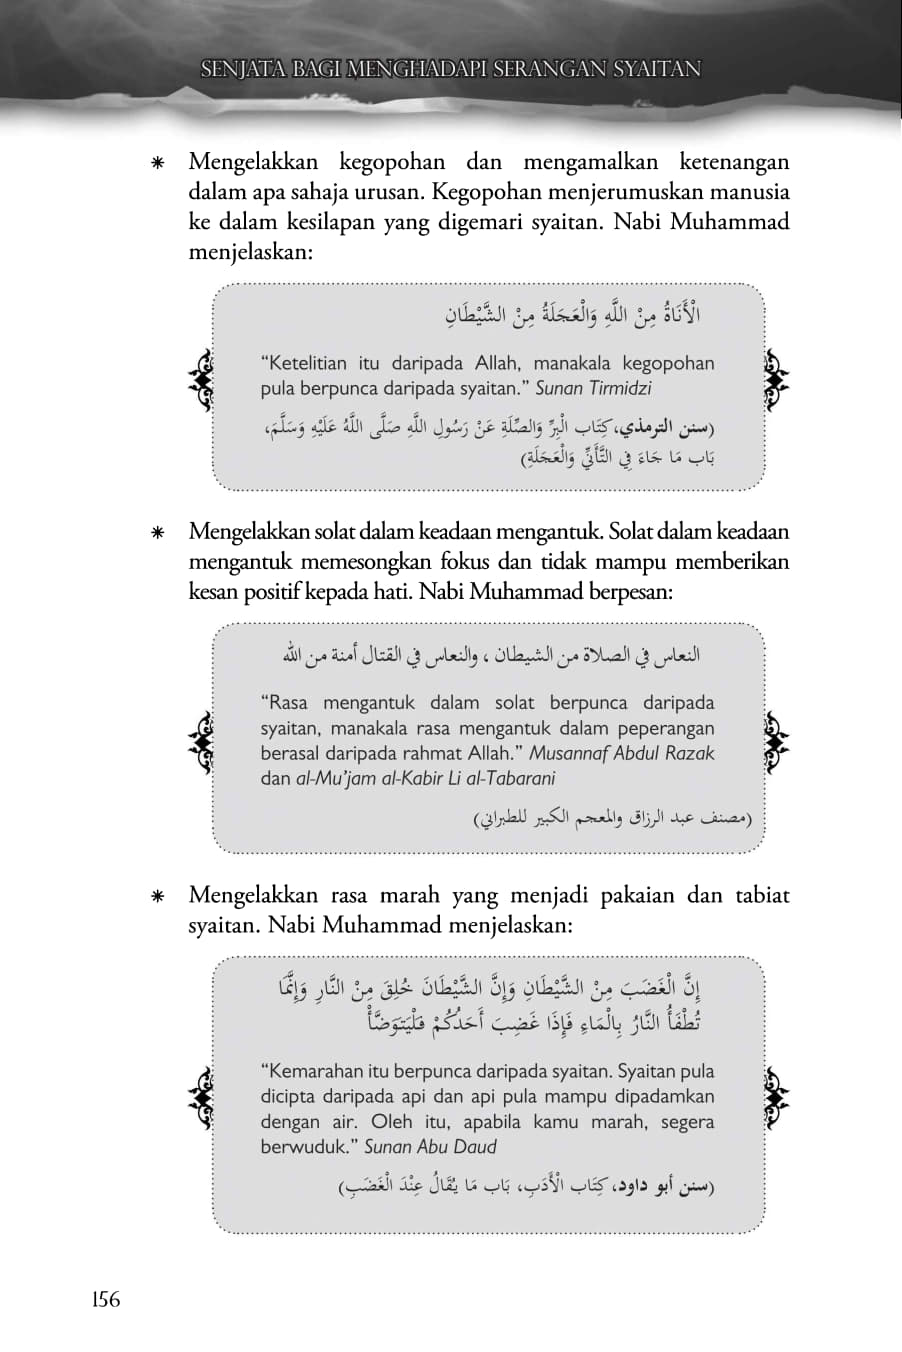 SENJATA BAGI MENGHADAPI SERANGAN SYAITAN
✳ Mengelakkan kegopohan dan mengamalkan ketenangan
dalam apa sahaja urusan. Kegopohan menjerumuskan manusia
ke dalam kesilapan yang digemari syaitan. Nabi Muhammad
menjelaskan:
الْأَنَاةُ مِنْ اللَّهِ وَالْعَجَلَةُ مِنْ الشَّيْطَانِ
“Ketelitian itu daripada Allah, manakala kegopohan
pula berpunca daripada syaitan.” Sunan Tirmidzi
(سنن الترمذي، كِتَاب الْبِرِّ وَالصِّلَةِ عَنْ رَسُولِ اللَّهِ صَلَّى اللَّهُ عَلَيْهِ وَسَلَّمَ،
بَاب مَا جَاءَ فِي التَّأَنِّي وَالْعَجَلَةِ)
✳ Mengelakkan solat dalam keadaan mengantuk. Solat dalam keadaan
mengantuk memesongkan fokus dan tidak mampu memberikan
kesan positif kepada hati. Nabi Muhammad berpesan:
النعاس في الصلاة من الشيطان ، والنعاس في القتال أمنة من الله
“Rasa mengantuk dalam solat berpunca daripada
syaitan, manakala rasa mengantuk dalam peperangan
berasal daripada rahmat Allah.” Musannaf Abdul Razak
dan al-Mu’jam al-Kabir Li al-Tabarani
(مصنف عبد الرزاق والمعجم الكبير للطبراني)
✳ Mengelakkan rasa marah yang menjadi pakaian dan tabiat
syaitan. Nabi Muhammad menjelaskan:
إِنَّ الْغَضَبَ مِنْ الشَّيْطَانِ وَإِنَّ الشَّيْطَانَ خُلِقَ مِنْ النَّارِ وَإِنَّمَا
تُطْفَأُ النَّارُ بِالْمَاءِ فَإِذَا غَضِبَ أَحَدُكُمْ فَلْيَتَوَضَّأْ
“Kemarahan itu berpunca daripada syaitan. Syaitan pula
dicipta daripada api dan api pula mampu dipadamkan
dengan air. Oleh itu, apabila kamu marah, segera
berwuduk.” Sunan Abu Daud
(سنن أبو داود، كِتَاب الْأَدَبِ، بَاب مَا يُقَالُ عِنْدَ الْغَضَبِ)
156